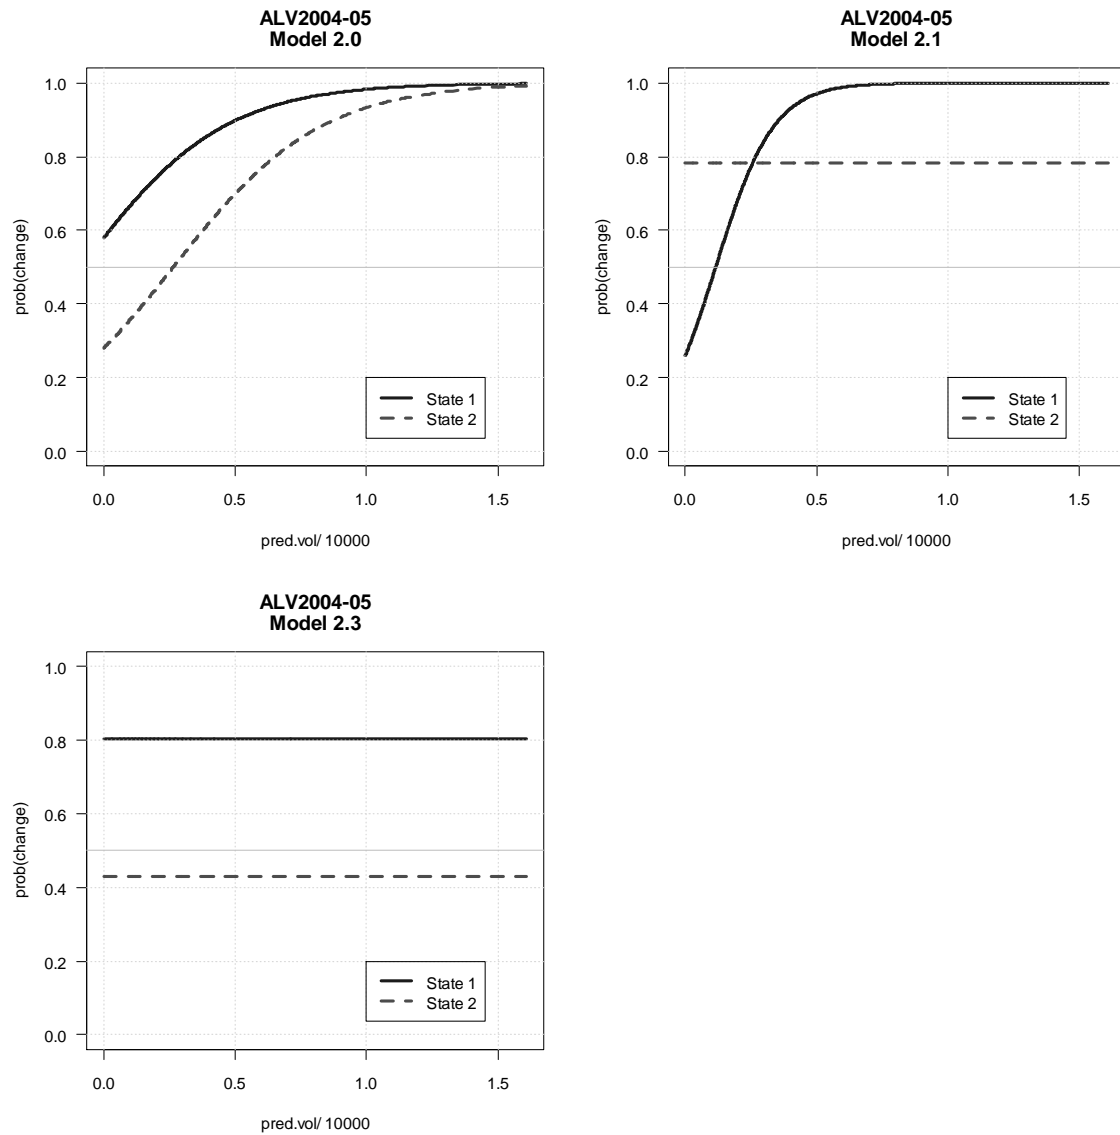 ALV2004-05
Model 2.0
prob(change)
1.0
0.8
0.6
0.4
0.2
0.0
State 1
State 2
0.0 0.5 1.0 1.5
pred.vol/ 10000
ALV2004-05
Model 2.1
prob(change)
1.0
0.8
0.6
0.4
0.2
0.0
State 1
State 2
0.0 0.5 1.0 1.5
pred.vol/ 10000
ALV2004-05
Model 2.3
prob(change)
1.0
0.8
0.6
0.4
0.2
0.0
State 1
State 2
0.0 0.5 1.0 1.5
pred.vol/ 10000